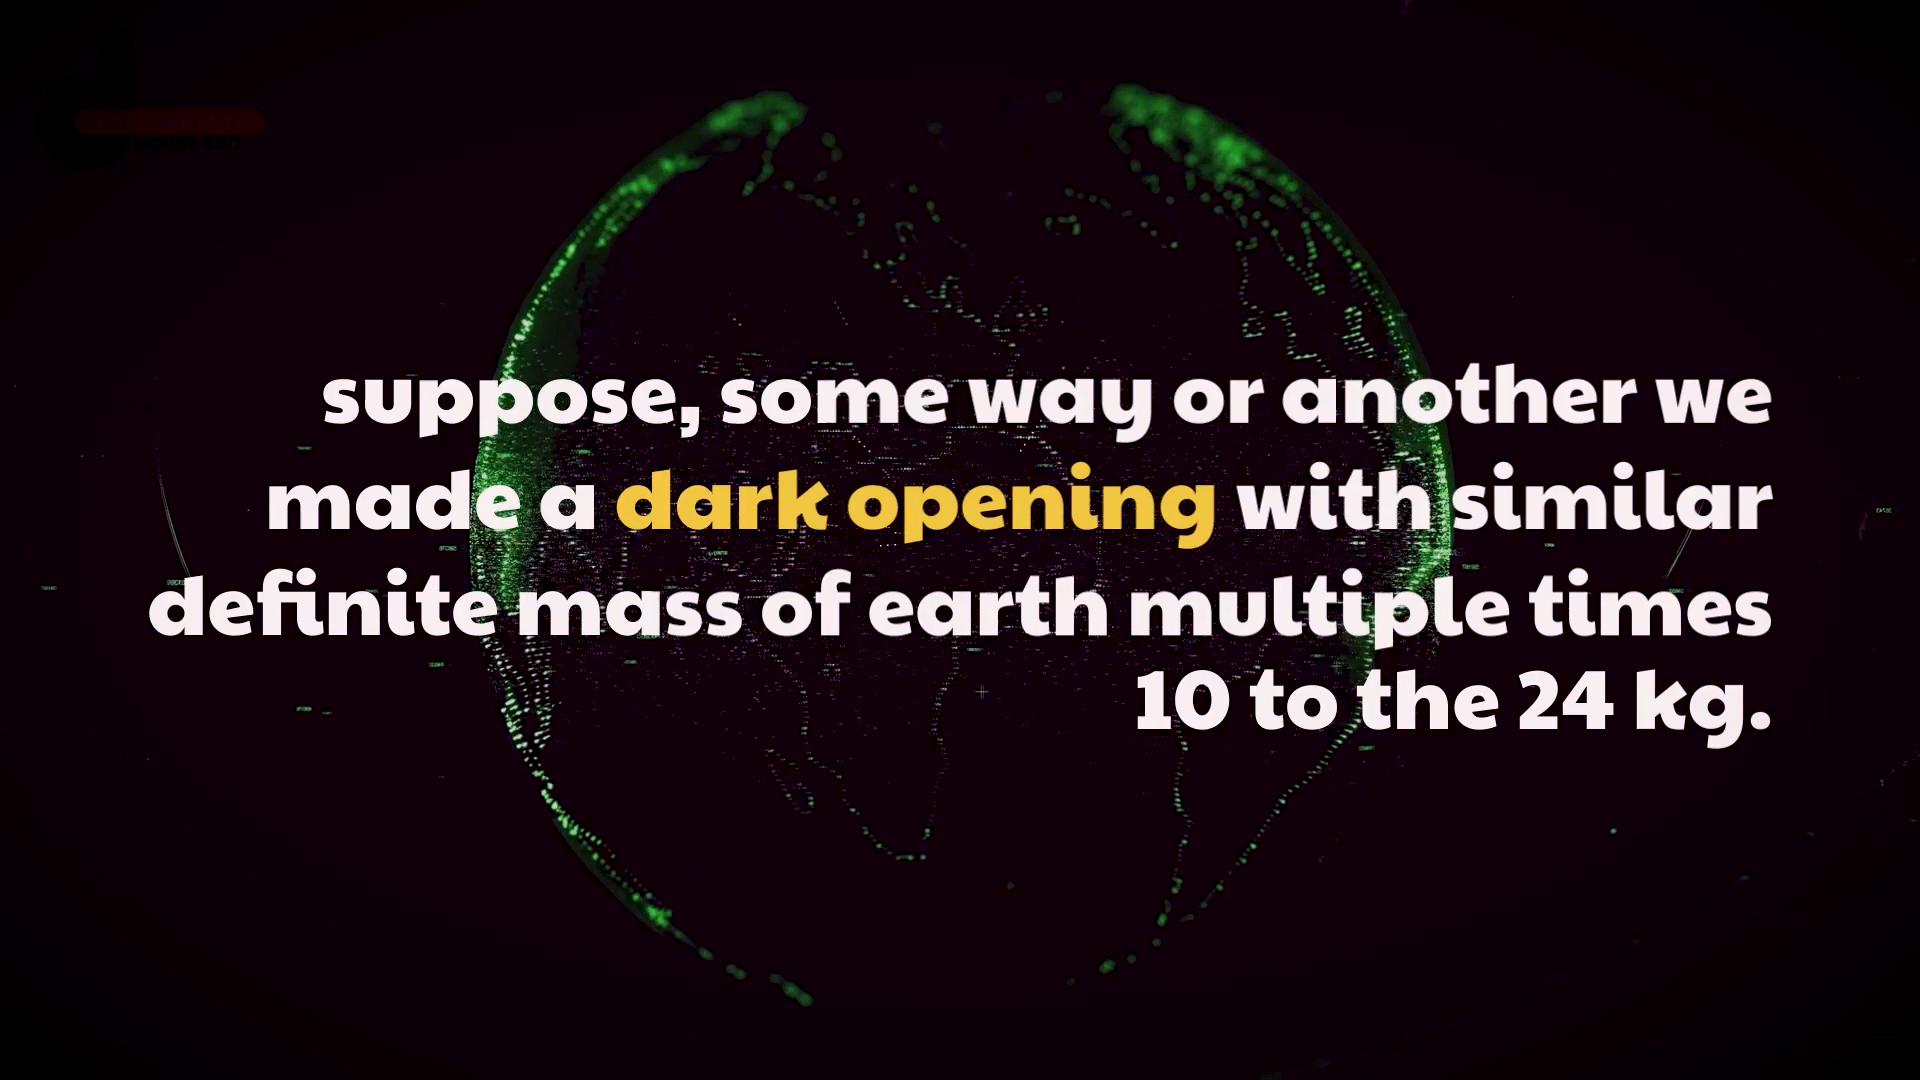 suppose, some way or another we
made a dark opening with similar
definite mass of earth multiple times
10 to the 24 kg.